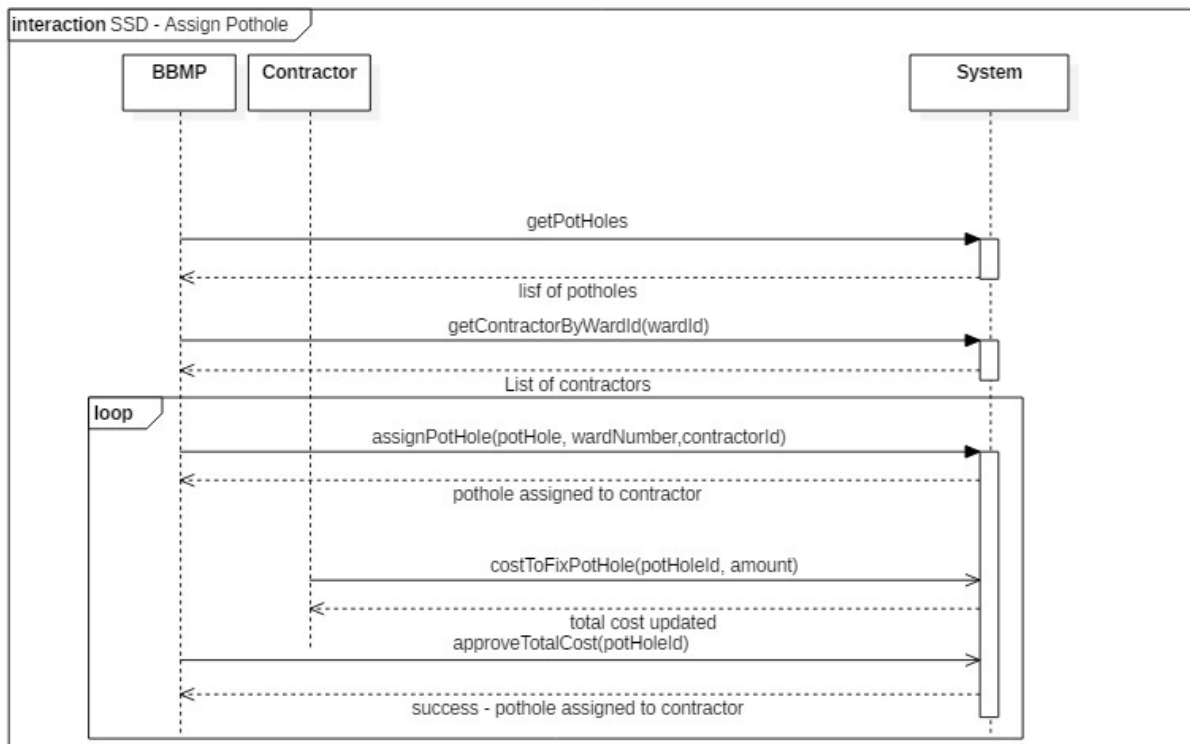 interaction SSD - Assign Pothole
BBMP Contractor System
getPotHoles
lisf of potholes
getContractorByWardId(wardId)
List of contractors
loop
assignPotHole(potHole, wardNumber,contractorId)
pothole assigned to contractor
costToFixPotHole(potHoleId, amount)
total cost updated
approveTotalCost(potHoleId)
success - pothole assigned to contractor